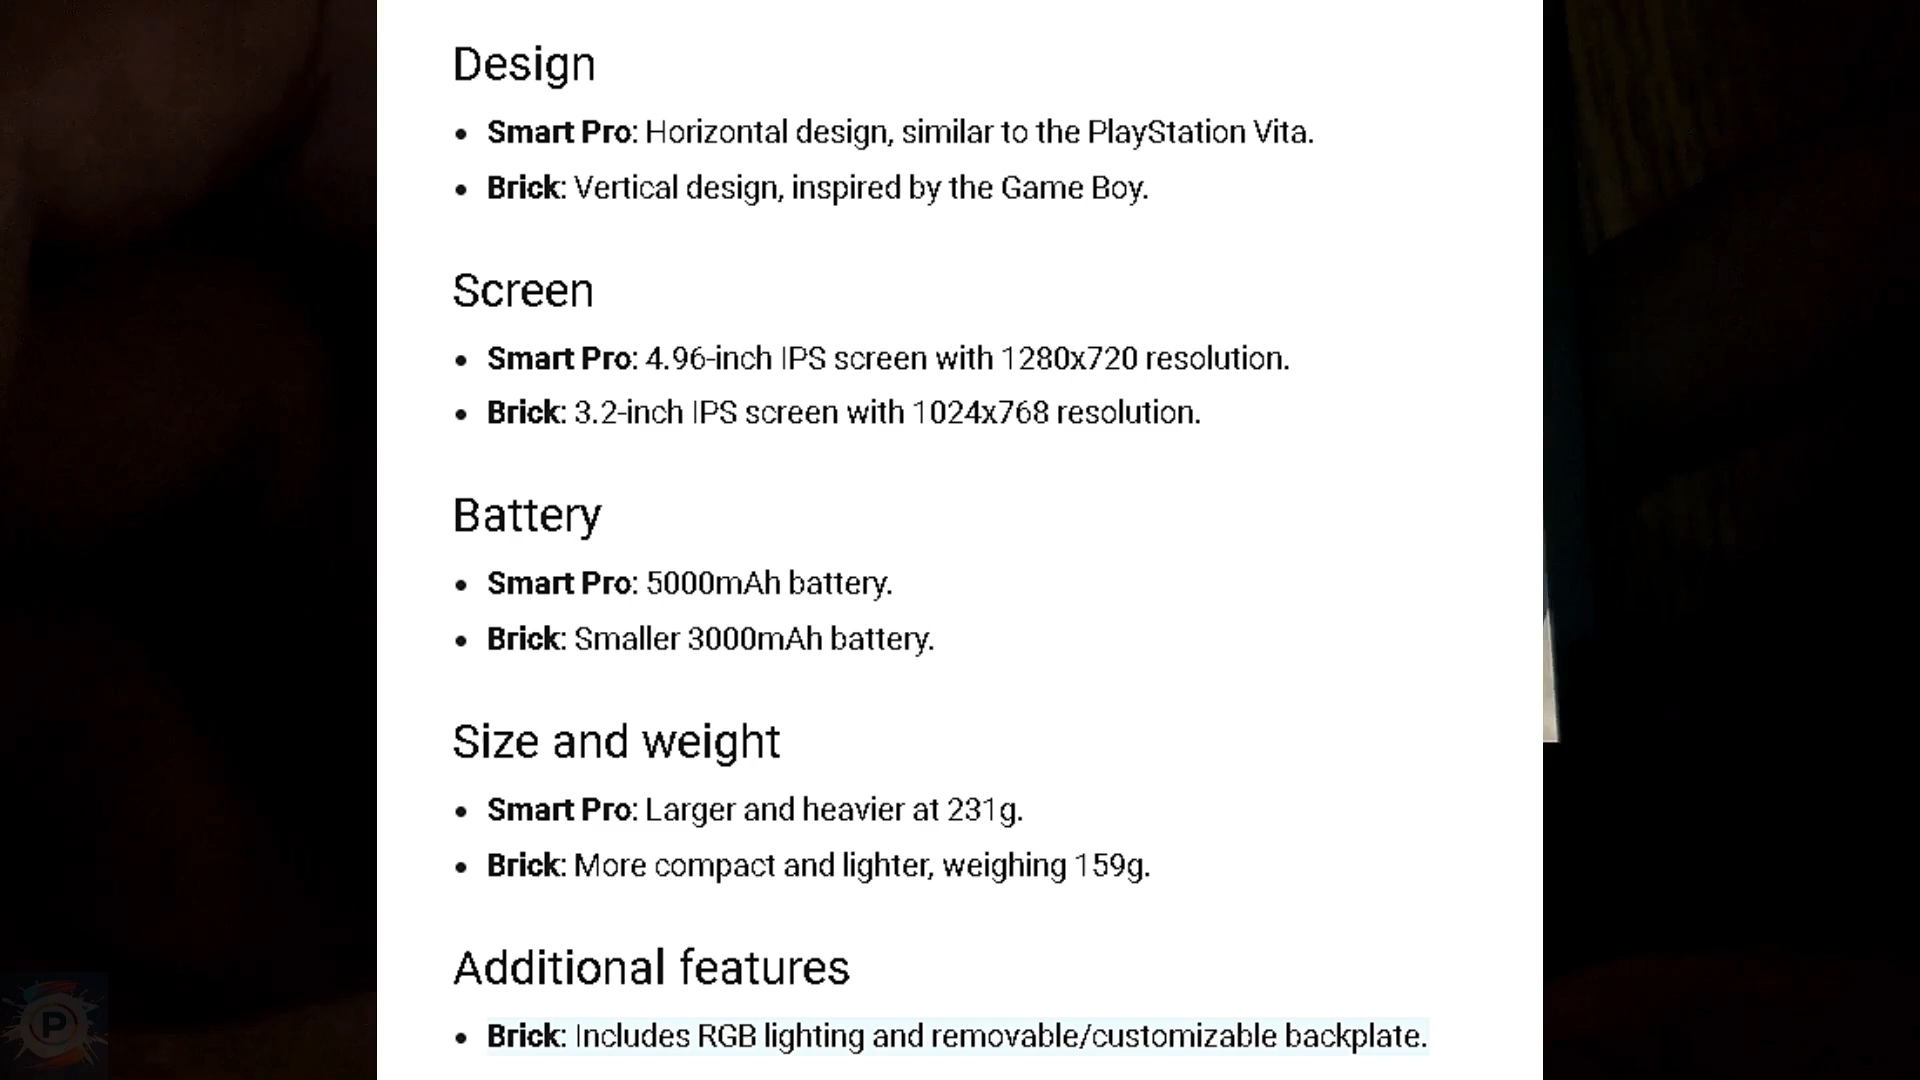 Design
• Smart Pro: Horizontal design, similar to the PlayStation Vita.
• Brick: Vertical design, inspired by the Game Boy.
Screen
• Smart Pro: 4.96-inch IPS screen with 1280x720 resolution.
• Brick: 3.2-inch IPS screen with 1024x768 resolution.
Battery
• Smart Pro: 5000mAh battery.
• Brick: Smaller 3000mAh battery.
Size and weight
• Smart Pro: Larger and heavier at 231g.
• Brick: More compact and lighter, weighing 159g.
Additional features
• Brick: Includes RGB lighting and removable/customizable backplate.
P